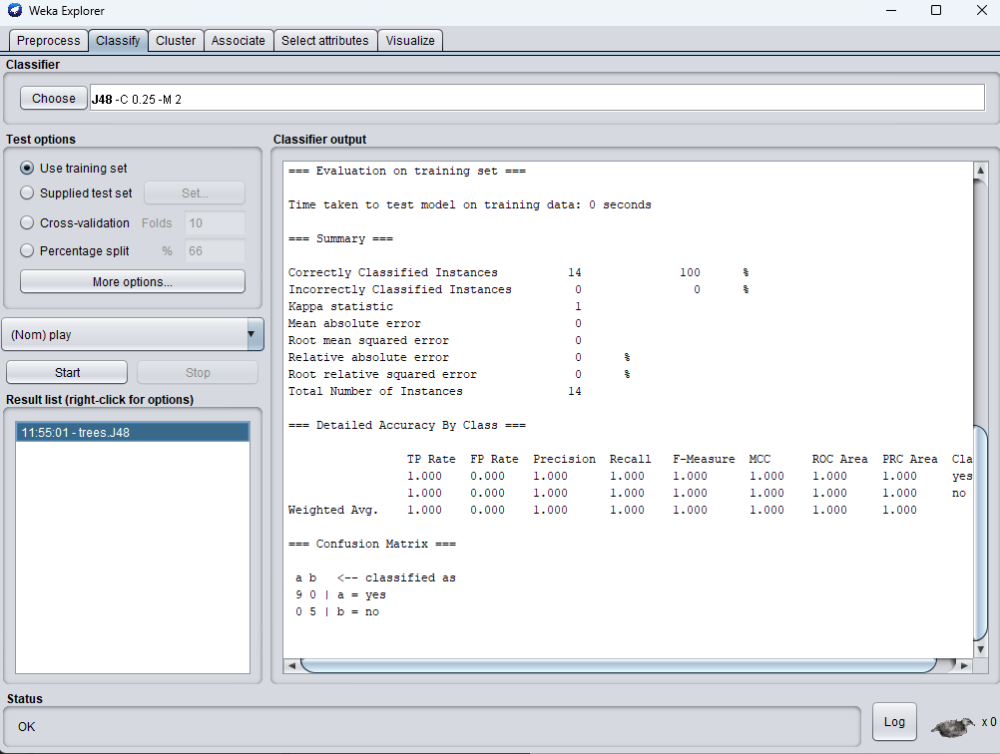 Weka Explorer
Preprocess Classify Cluster Associate Select attributes Visualize
Classifier
Choose J48 -C 0.25 -M 2
Test options
Use training set
Supplied test set Set...
Cross-validation Folds 10
Percentage split % 66
More options...
(Nom) play
Start Stop
Result list (right-click for options)
11:55:01 - trees.J48
Classifier output
=== Evaluation on training set ===
Time taken to test model on training data: 0 seconds
=== Summary ===
Correctly Classified Instances 14 100 %
Incorrectly Classified Instances 0 0 %
Kappa statistic 1
Mean absolute error 0
Root mean squared error 0
Relative absolute error 0 %
Root relative squared error 0 %
Total Number of Instances 14
=== Detailed Accuracy By Class ===
TP Rate FP Rate Precision Recall F-Measure MCC ROC Area PRC Area Cla
1.000 0.000 1.000 1.000 1.000 1.000 1.000 1.000 yes
1.000 0.000 1.000 1.000 1.000 1.000 1.000 1.000 no
Weighted Avg. 1.000 0.000 1.000 1.000 1.000 1.000 1.000 1.000
=== Confusion Matrix ===
a b <-- classified as
9 0 | a = yes
0 5 | b = no
Status
OK
Log x 0